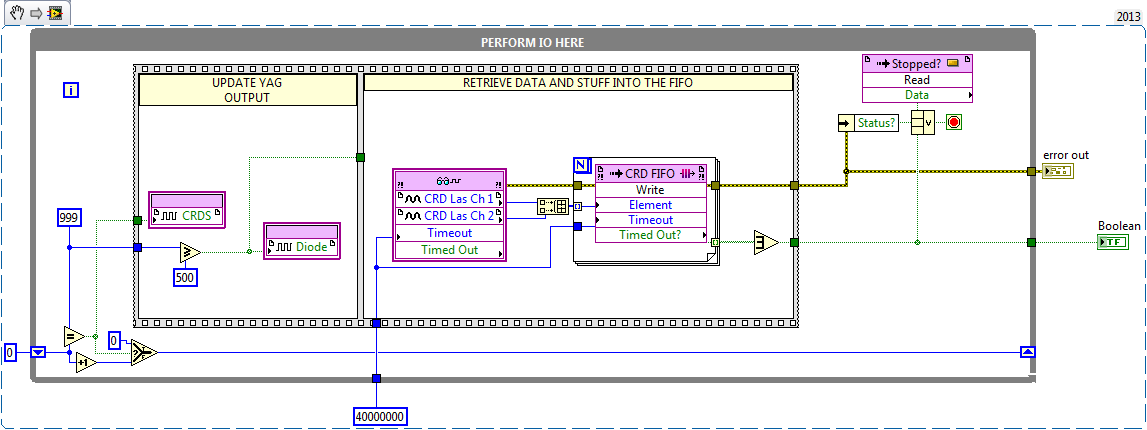 2013
PERFORM IO HERE
i
UPDATE YAG
OUTPUT
RETRIEVE DATA AND STUFF INTO THE FIFO
Stopped?
Read
Data
Status?
v
error out
N
CRD FIFO
Write
Element
Timeout
Timed Out?
CRD Las Ch 1
CRD Las Ch 2
Timeout
Timed Out
CRDS
999
Diode
500
Boolean
TF
0
+1
0
?
T
F
40000000